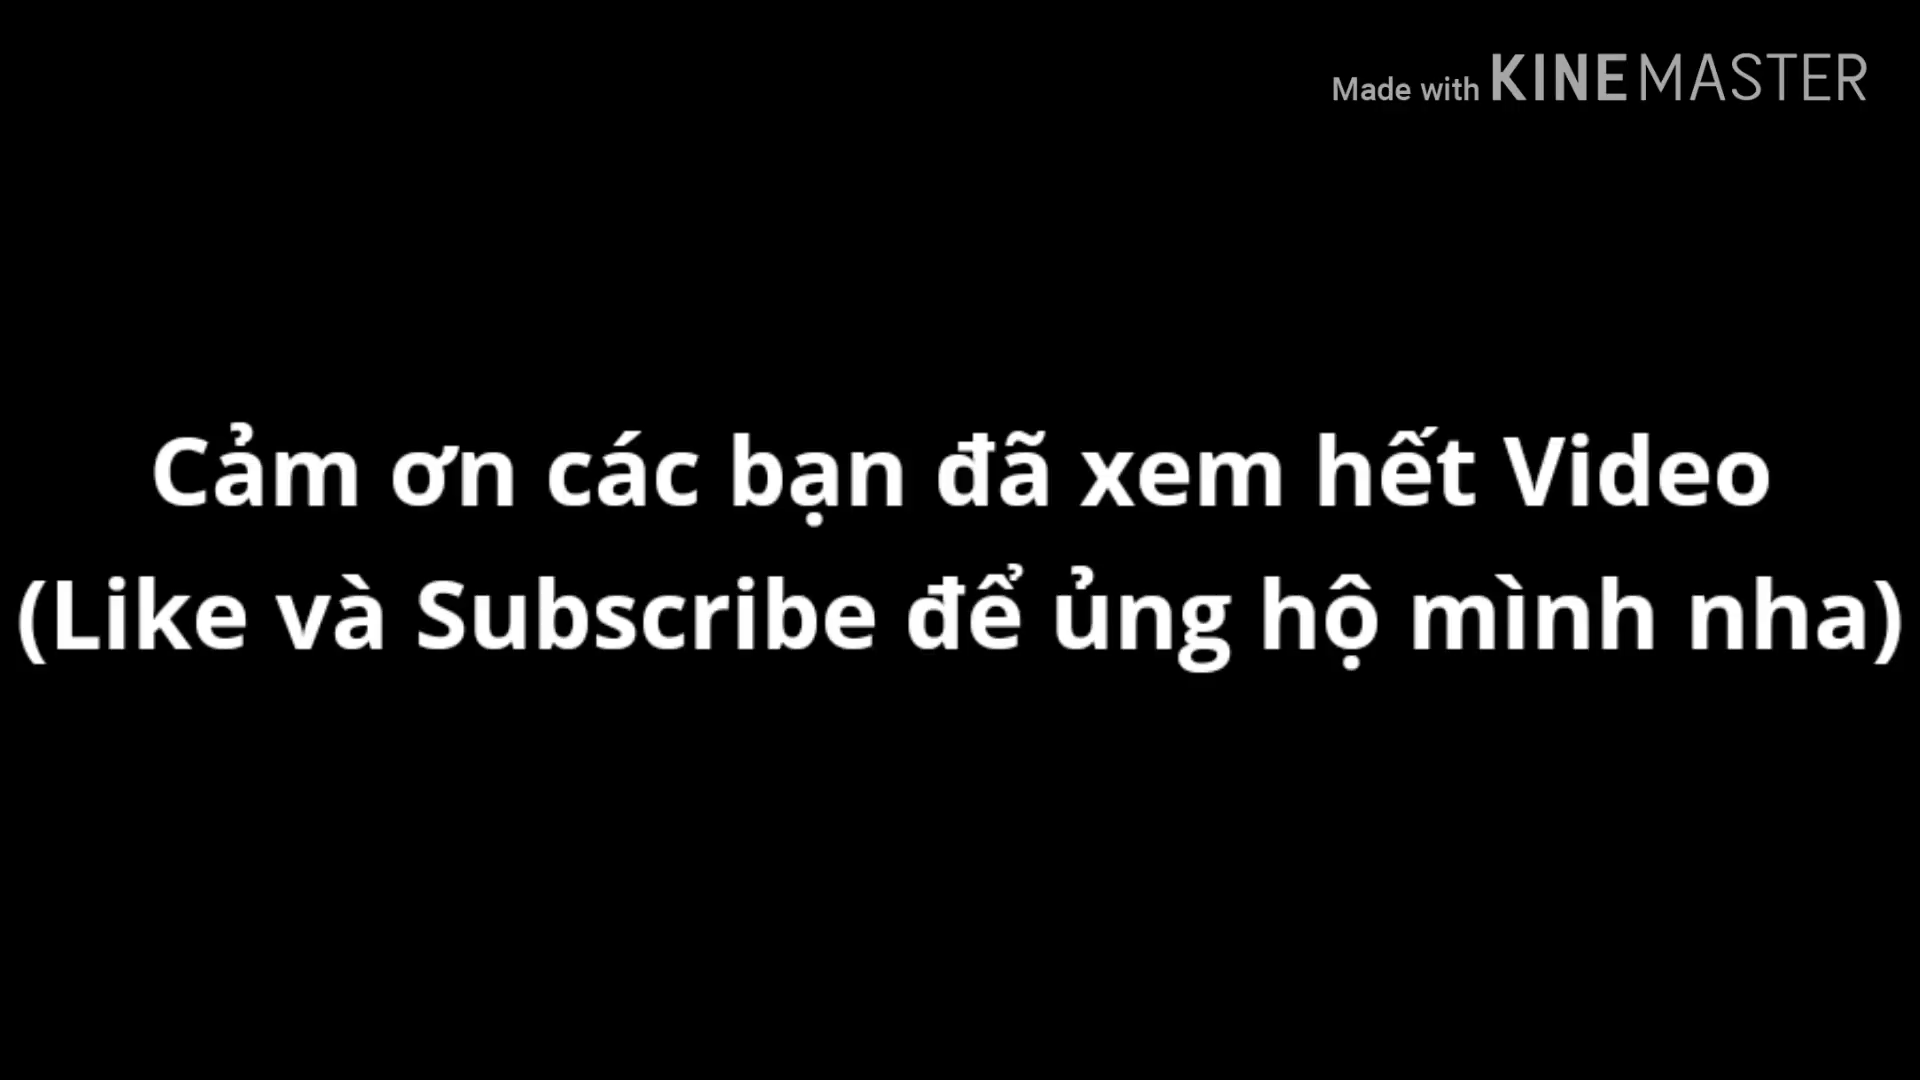 Made with KINEMASTER
Cảm ơn các bạn đã xem hết Video
(Like và Subscribe để ủng hộ mình nha)